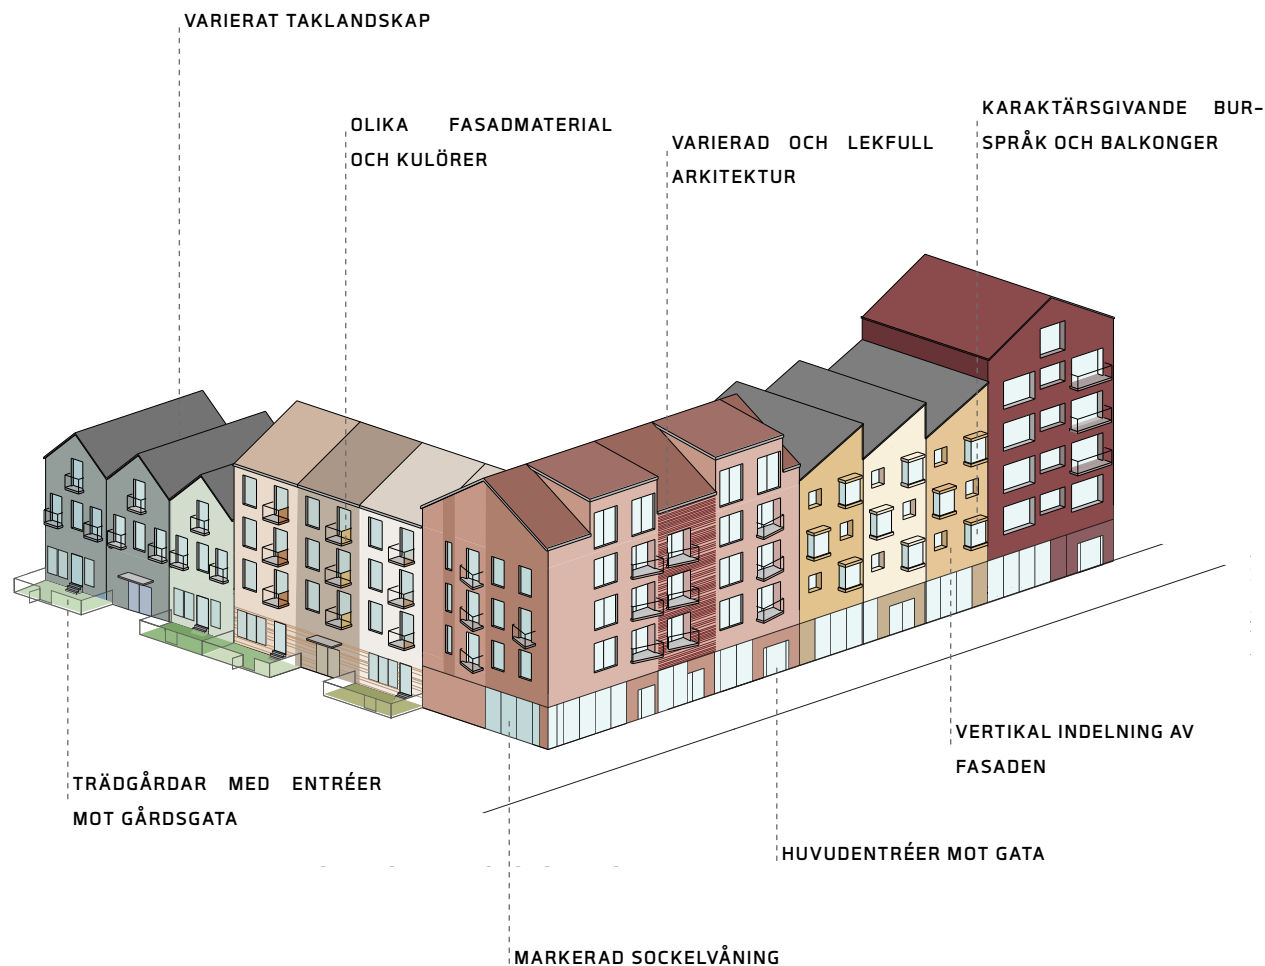 VARIERAT TAKLANDSKAP
OLIKA FASADMATERIAL
OCH KULÖRER
VARIERAD OCH LEKFULL
ARKITEKTUR
KARAKTÄRSGIVANDE BUR-
SPRÅK OCH BALKONGER
TRÄDGÅRDAR MED ENTRÉER
MOT GÅRDSGATA
VERTIKAL INDELNING AV
FASADEN
HUVUDENTRÉER MOT GATA
MARKERAD SOCKELVÅNING